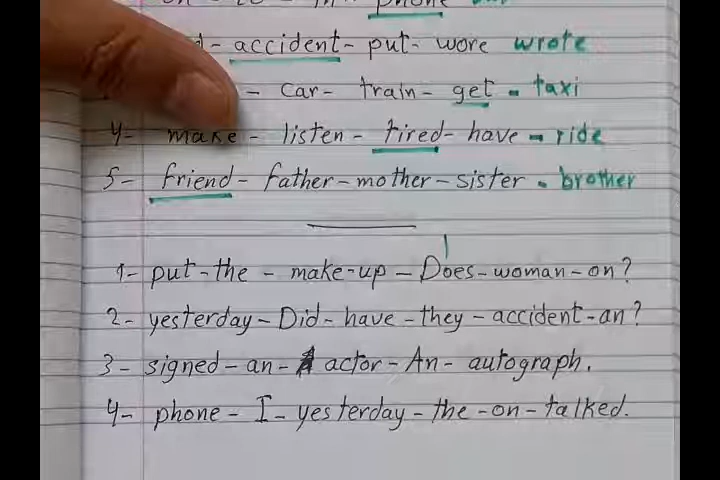 phone
- accident - put - wore wrote
- car - train - get - taxi
4- make - listen - tired - have - ride
5- friend - father - mother - sister - brother
1- put - the - make-up - Does - woman - on?
2- yesterday - Did - have - they - accident - an?
3- signed - an - actor - An - autograph.
4- phone - I - yesterday - the - on - talked.